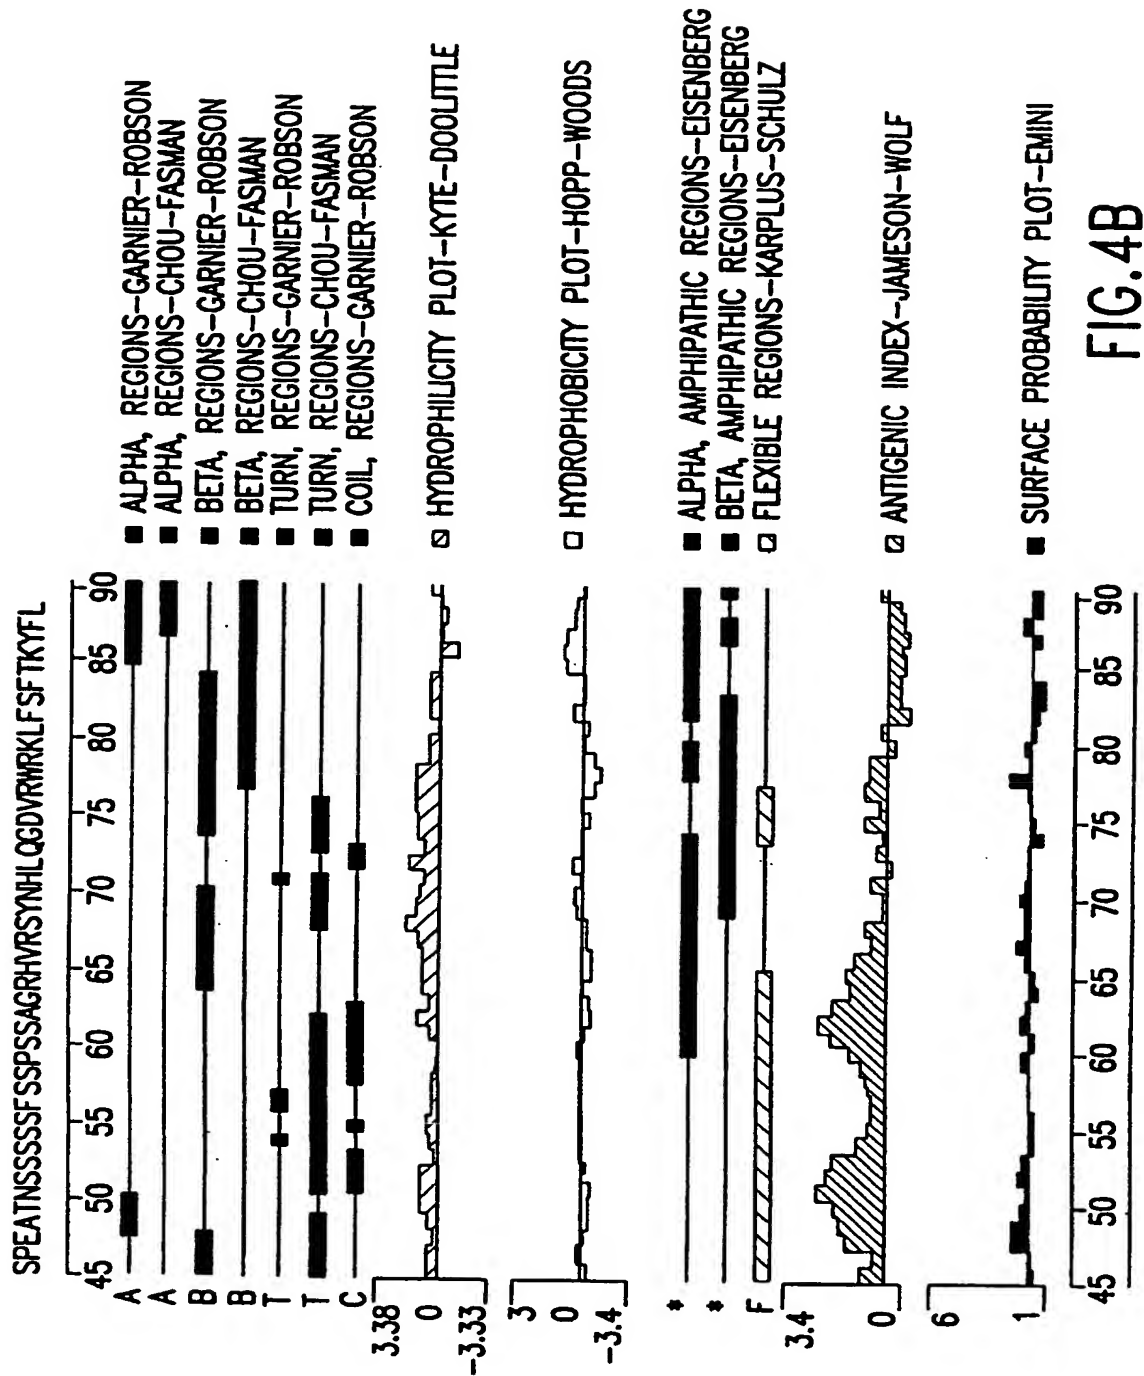 SPEATNSSSSSFSSPSSAGRHVRSYNHLQGDVRWRKLFSFTKYFL
45 50 55 60 65 70 75 80 85 90
A ALPHA, REGIONS-GARNIER-ROBSON
A ALPHA, REGIONS-CHOU-FASMAN
B BETA, REGIONS-GARNIER-ROBSON
B BETA, REGIONS-CHOU-FASMAN
T TURN, REGIONS-GARNIER-ROBSON
T TURN, REGIONS-CHOU-FASMAN
C COIL, REGIONS-GARNIER-ROBSON
3.38
0 HYDROPHILICITY PLOT-KYTE-DOOLITTLE
-3.33
3
0 HYDROPHOBICITY PLOT-HOPP-WOODS
-3.4
* ALPHA, AMPHIPATHIC REGIONS-EISENBERG
* BETA, AMPHIPATHIC REGIONS-EISENBERG
F FLEXIBLE REGIONS-KARPLUS-SCHULZ
3.4
0 ANTIGENIC INDEX-JAMESON-WOLF
6
1 SURFACE PROBABILITY PLOT-EMINI
45 50 55 60 65 70 75 80 85 90
FIG.4B